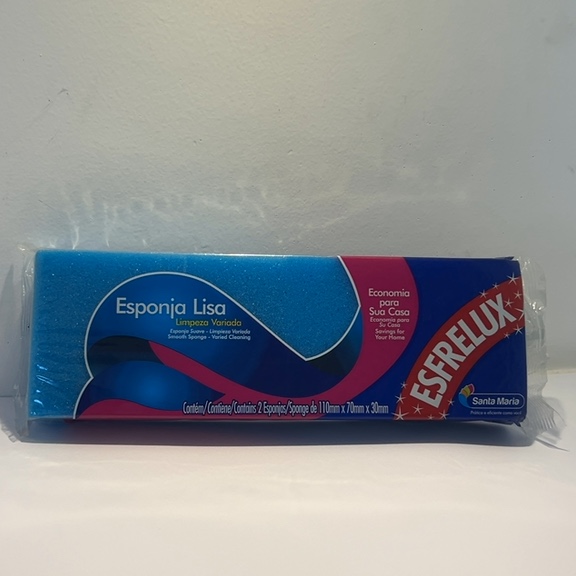 Esponja Lisa
Limpeza Variada
Esponja Suave - Limpieza Variada
Smooth Sponge - Varied Cleaning
Economia
para
Sua Casa
Economia para
Su Casa
Savings for
Your Home
ESFRELUX
Santa Maria
Contém/Contiene/Contains 2 Esponjas/Sponge de 110mm x 70mm x 30mm